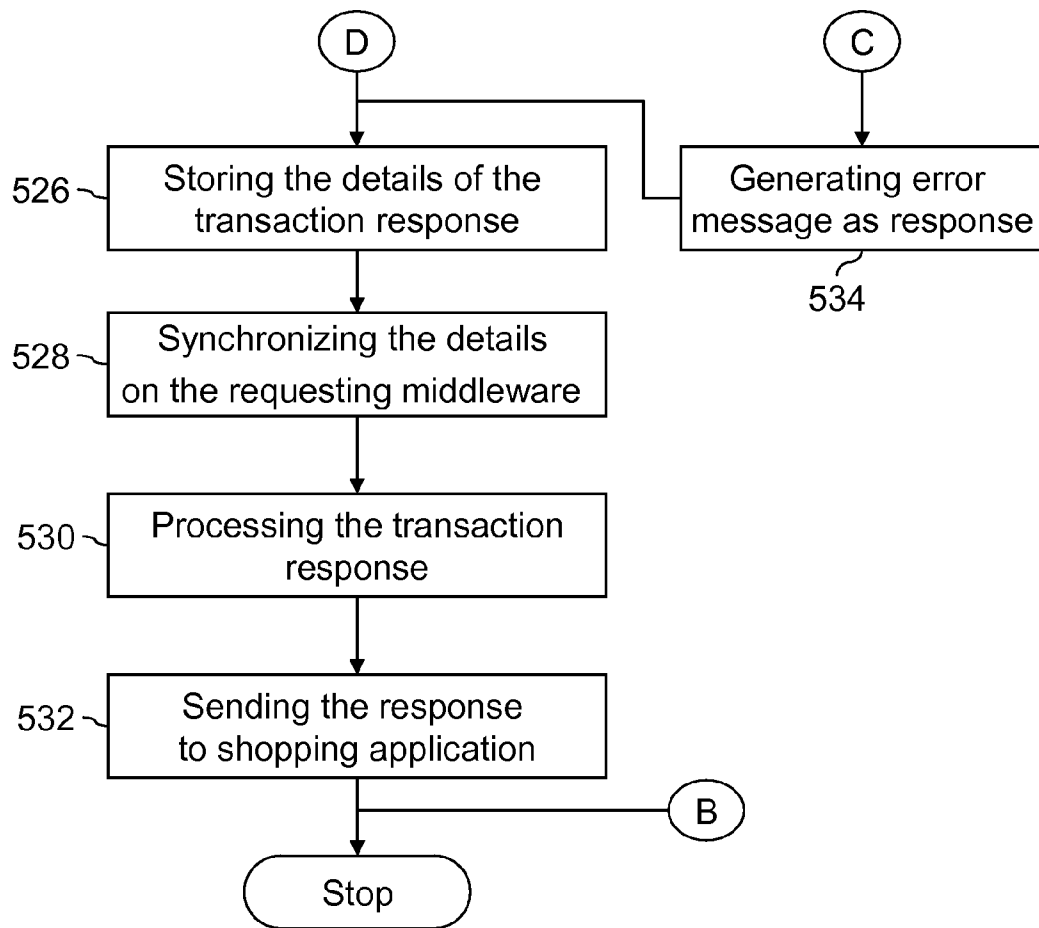 D
C
526
Storing the details of the
transaction response
Generating error
message as response
534
528
Synchronizing the details
on the requesting middleware
530
Processing the transaction
response
532
Sending the response
to shopping application
B
Stop